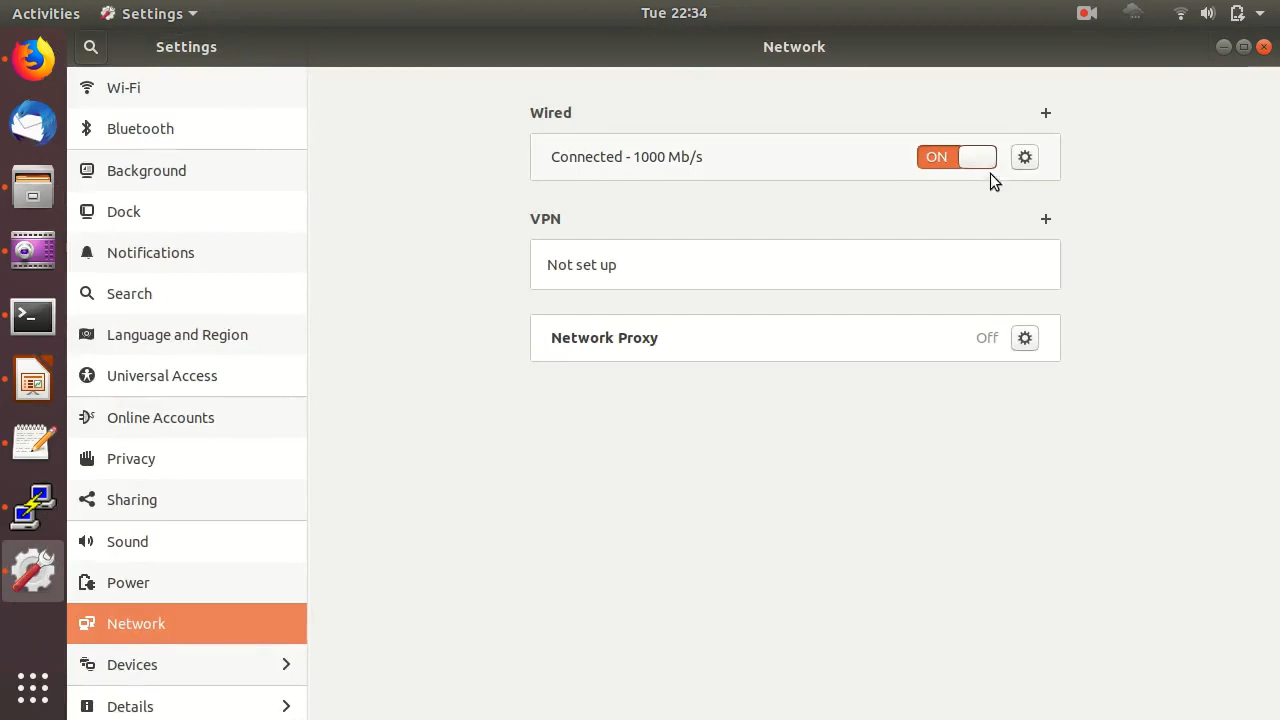 Activities
Settings
Tue 22:34
Settings
Network
Wi-Fi
Bluetooth
Background
Dock
Notifications
Search
Language and Region
Universal Access
Online Accounts
Privacy
Sharing
Sound
Power
Network
Devices
Details
Wired
+
Connected - 1000 Mb/s
ON
VPN
+
Not set up
Network Proxy
Off